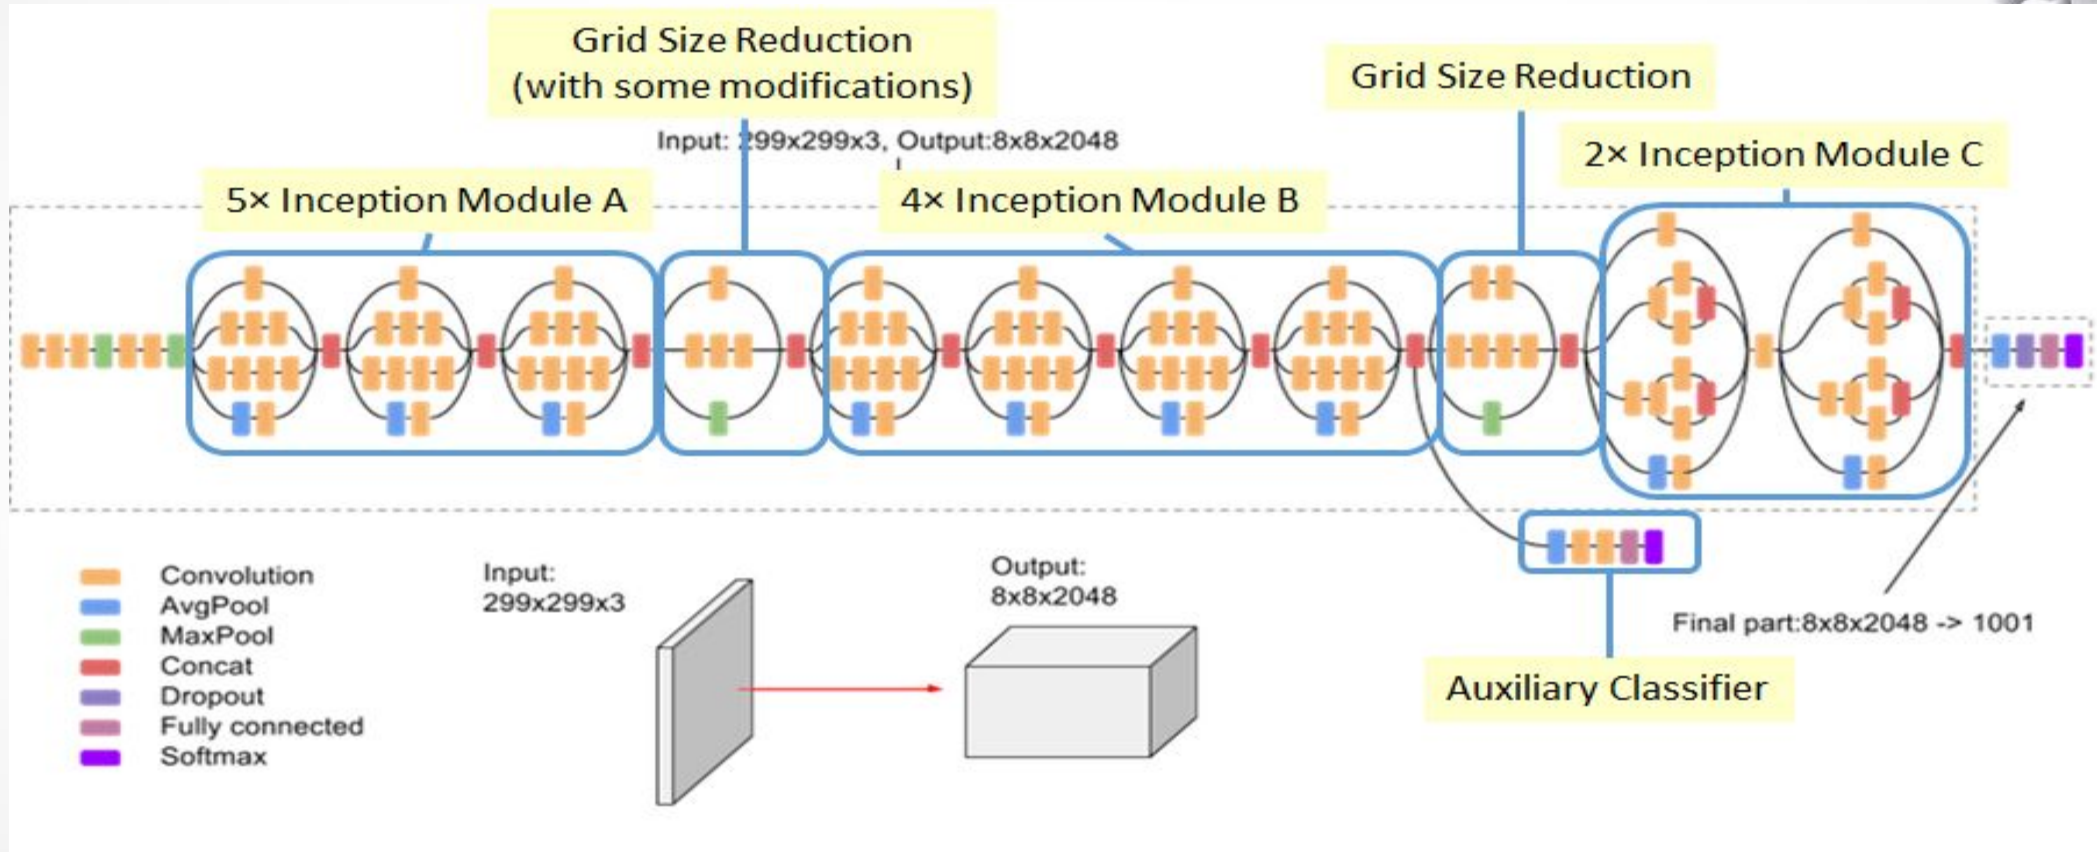 Grid Size Reduction
(with some modifications)
Grid Size Reduction
Input: 299x299x3, Output:8x8x2048
2× Inception Module C
5× Inception Module A
4× Inception Module B
Convolution
AvgPool
MaxPool
Concat
Dropout
Fully connected
Softmax
Input:
299x299x3
Output:
8x8x2048
Final part:8x8x2048 -> 1001
Auxiliary Classifier